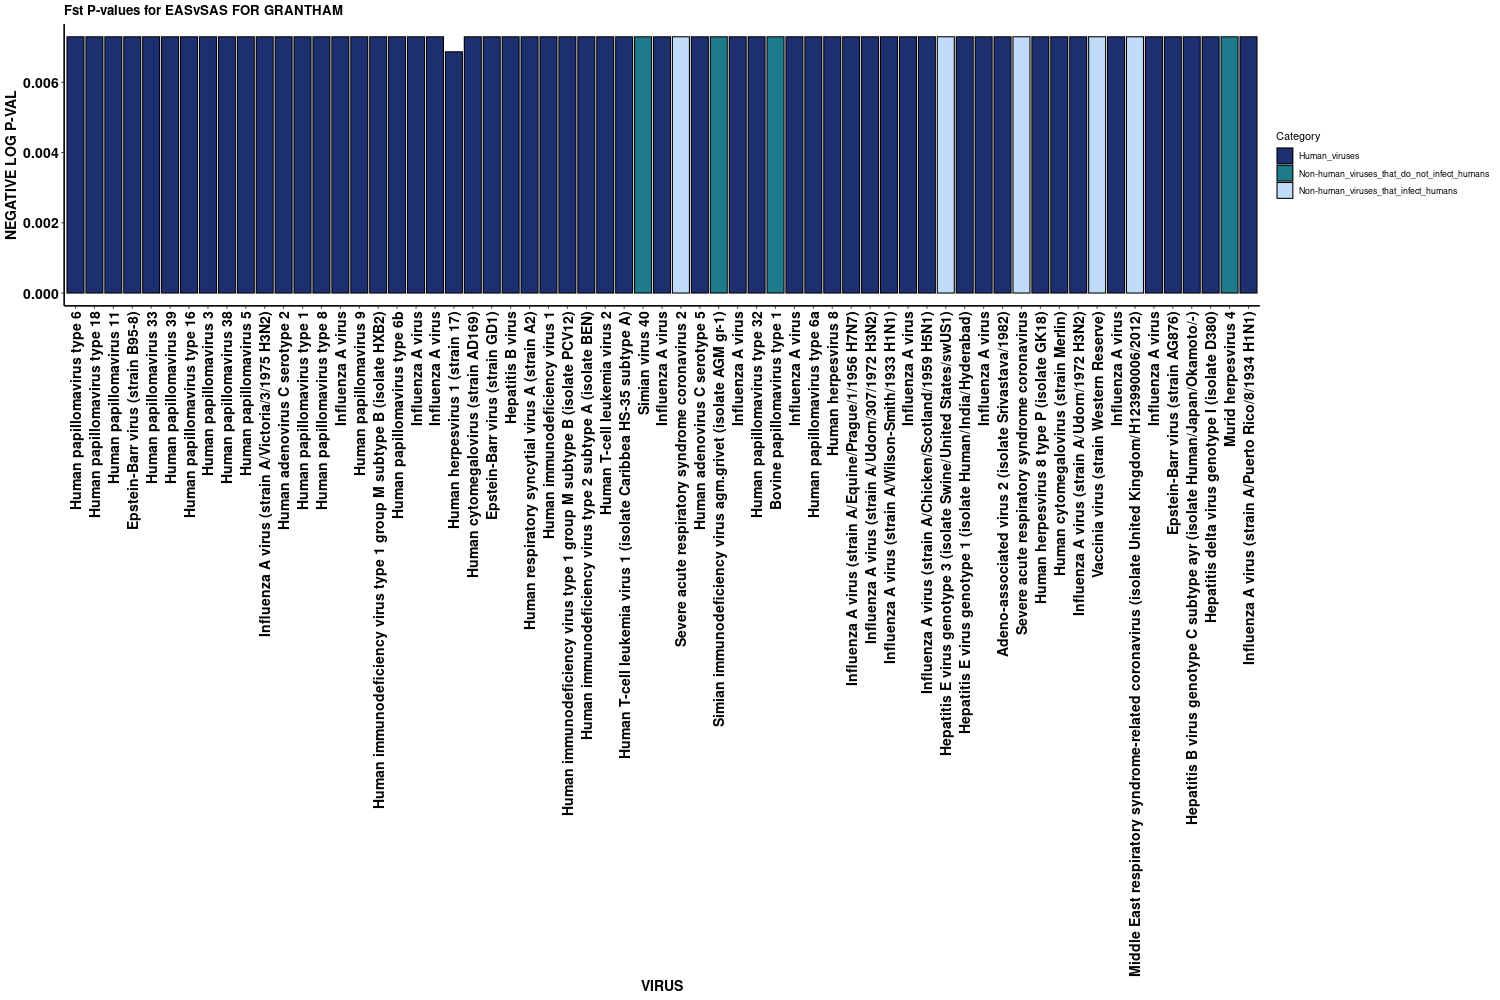 Fst P-values for EASvSAS FOR GRANTHAM
NEGATIVE LOG P-VAL
0.006
0.004
0.002
0.000
Human papillomavirus type 6
Human papillomavirus type 18
Human papillomavirus 11
Epstein-Barr virus (strain B95-8)
Human papillomavirus 33
Human papillomavirus 39
Human papillomavirus type 16
Human papillomavirus 3
Human papillomavirus 38
Human papillomavirus 5
Influenza A virus (strain A/Victoria/3/1975 H3N2)
Human adenovirus C serotype 2
Human papillomavirus type 1
Human papillomavirus type 8
Influenza A virus
Human papillomavirus 9
Human immunodeficiency virus type 1 group M subtype B (isolate HXB2)
Human papillomavirus type 6b
Influenza A virus
Influenza A virus
Human herpesvirus 1 (strain 17)
Human cytomegalovirus (strain AD169)
Epstein-Barr virus (strain GD1)
Hepatitis B virus
Human respiratory syncytial virus A (strain A2)
Human immunodeficiency virus 1
Human immunodeficiency virus type 1 group M subtype B (isolate PCV12)
Human immunodeficiency virus type 2 subtype A (isolate BEN)
Human T-cell leukemia virus 2
Human T-cell leukemia virus 1 (isolate Caribbea HS-35 subtype A)
Simian virus 40
Influenza A virus
Severe acute respiratory syndrome coronavirus 2
Human adenovirus C serotype 5
Simian immunodeficiency virus agm.grivet (isolate AGM gr-1)
Influenza A virus
Human papillomavirus type 32
Bovine papillomavirus type 1
Influenza A virus
Human papillomavirus type 6a
Human herpesvirus 8
Influenza A virus (strain A/Equine/Prague/1/1956 H7N7)
Influenza A virus (strain A/Udorn/307/1972 H3N2)
Influenza A virus (strain A/Wilson-Smith/1933 H1N1)
Influenza A virus
Influenza A virus (strain A/Chicken/Scotland/1959 H5N1)
Hepatitis E virus genotype 3 (isolate Swine/United States/swUS1)
Hepatitis E virus genotype 1 (isolate Human/India/Hyderabad)
Influenza A virus
Adeno-associated virus 2 (isolate Srivastava/1982)
Severe acute respiratory syndrome coronavirus
Human herpesvirus 8 type P (isolate GK18)
Human cytomegalovirus (strain Merlin)
Influenza A virus (strain A/Udorn/1972 H3N2)
Vaccinia virus (strain Western Reserve)
Influenza A virus
Middle East respiratory syndrome-related coronavirus (isolate United Kingdom/H123990006/2012)
Influenza A virus
Epstein-Barr virus (strain AG876)
Hepatitis B virus genotype C subtype ayr (isolate Human/Japan/Okamoto/-)
Hepatitis delta virus genotype I (isolate D380)
Murid herpesvirus 4
Influenza A virus (strain A/Puerto Rico/8/1934 H1N1)
VIRUS
Category
Human_viruses
Non-human_viruses_that_do_not_infect_humans
Non-human_viruses_that_infect_humans